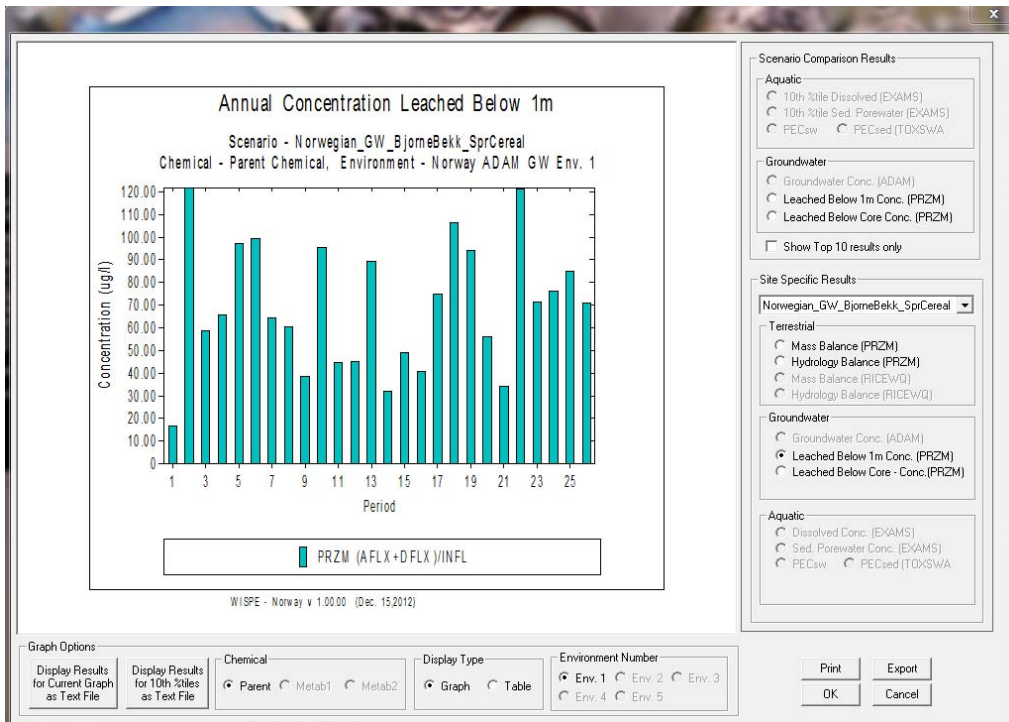 x
Annual Concentration Leached Below 1m
Scenario - Norwegian_GW_BjorneBekk_SprCereal
Chemical - Parent Chemical, Environment - Norway ADAM GW Env. 1
Concentration (ug/l)
120.00
110.00
100.00
90.00
80.00
70.00
60.00
50.00
40.00
30.00
20.00
10.00
0
1 3 5 7 9 11 13 15 17 19 21 23 25
Period
PRZM (AFLX+DFLX)/INFL
WISPE - Norway v 1.00.00 (Dec. 15,2012)
Scenario Comparison Results
Aquatic
10th %tile Dissolved (EXAMS)
10th %tile Sed. Porewater (EXAMS)
PECsw PECsed (TOXSWA
Groundwater
Groundwater Conc. (ADAM)
Leached Below 1m Conc. (PRZM)
Leached Below Core Conc. (PRZM)
Show Top 10 results only
Site Specific Results
Norwegian_GW_BjorneBekk_SprCereal
Terrestrial
Mass Balance (PRZM)
Hydrology Balance (PRZM)
Mass Balance (RICEWQ)
Hydrology Balance (RICEWQ)
Groundwater
Groundwater Conc. (ADAM)
Leached Below 1m Conc. (PRZM)
Leached Below Core - Conc.(PRZM)
Aquatic
Dissolved Conc. (EXAMS)
Sed. Porewater Conc. (EXAMS)
PECsw PECsed (TOXSWA
Graph Options
Display Results
for Current Graph
as Text File
Display Results
for 10th %tiles
as Text File
Chemical
Parent Metab1 Metab2
Display Type
Graph Table
Environment Number
Env. 1 Env. 2 Env. 3
Env. 4 Env. 5
Print Export
OK Cancel